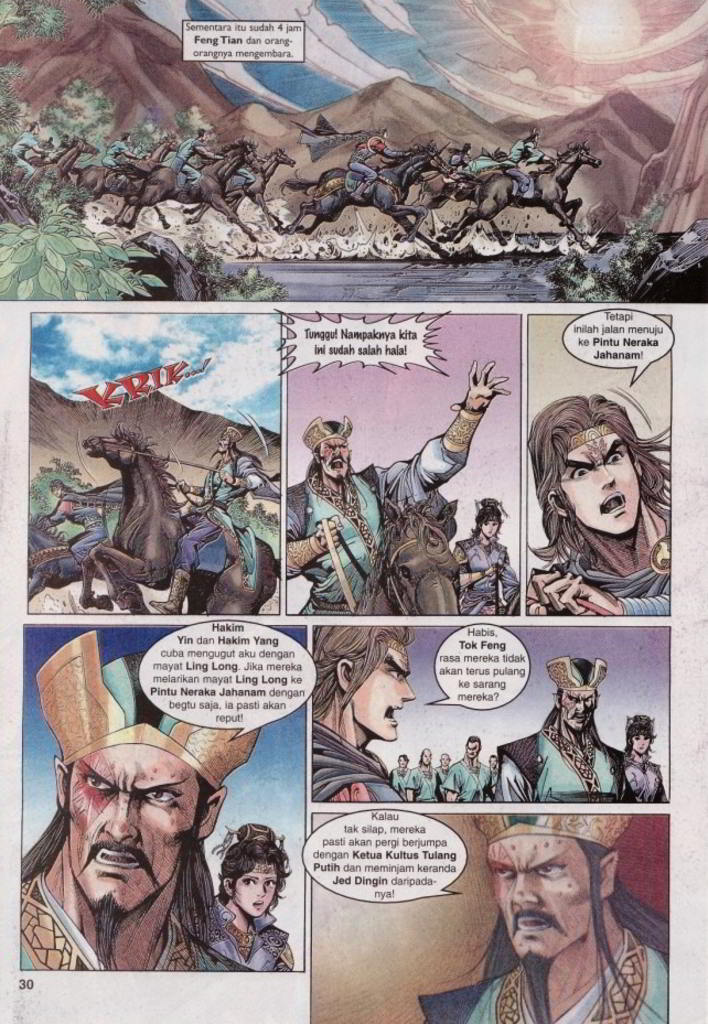 Sementara itu sudah 4 jam
Feng Tian dan orang-
orangnya mengembara.
KRIK...!
Tunggu! Nampaknya kita
ini sudah salah hala!
Tetapi
inilah jalan menuju
ke Pintu Neraka
Jahanam!
Hakim
Yin dan Hakim Yang
cuba mengugut aku dengan
mayat Ling Long. Jika mereka
melarikan mayat Ling Long ke
Pintu Neraka Jahanam dengan
begtu saja, ia pasti akan
reput!
Habis,
Tok Feng
rasa mereka tidak
akan terus pulang
ke sarang
mereka?
Kalau
tak silap, mereka
pasti akan pergi berjumpa
dengan Ketua Kultus Tulang
Putih dan meminjam keranda
Jed Dingin daripada-
nya!
30